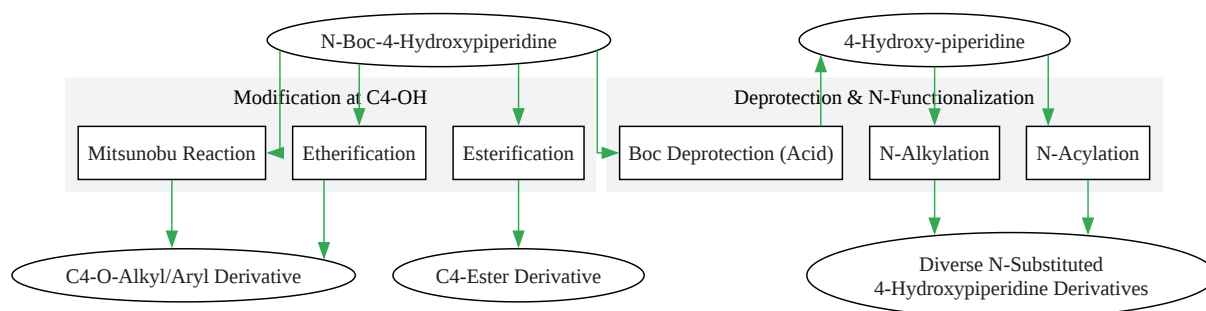 N-Boc-4-Hydroxypiperidine
4-Hydroxy-piperidine
Modification at C4-OH
Deprotection & N-Functionalization
Mitsunobu Reaction
Etherification
Esterification
Boc Deprotection (Acid)
N-Alkylation
N-Acylation
C4-O-Alkyl/Aryl Derivative
C4-Ester Derivative
Diverse N-Substituted
4-Hydroxypiperidine Derivatives